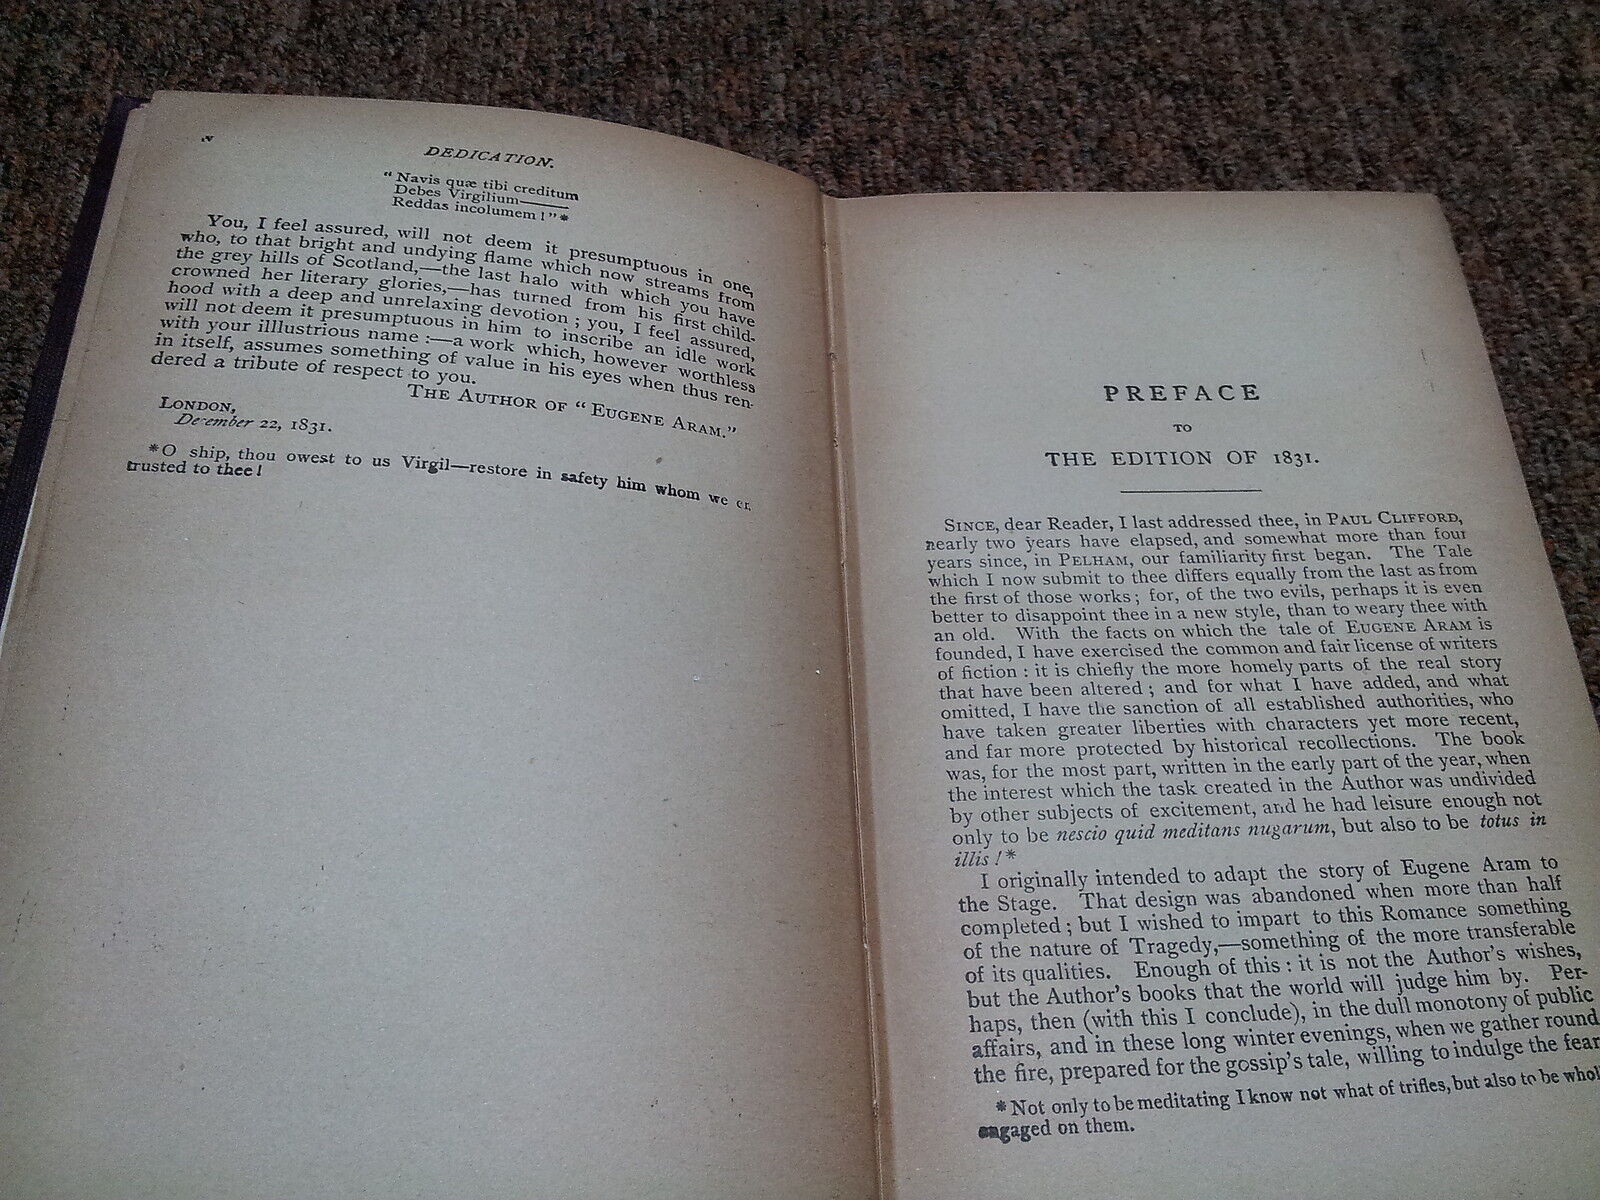 DEDICATION.
"Navis quæ tibi creditum
Debes Virgilium——
Reddas incolumem!"*
You, I feel assured, will not deem it presumptuous in one,
who, to that bright and undying flame which now streams from
the grey hills of Scotland,—the last halo with which you have
crowned her literary glories,—has turned from his first child-
hood with a deep and unrelaxing devotion; you, I feel assured,
will not deem it presumptuous in him to inscribe an idle work
with your illlustrious name:—a work which, however worthless
in itself, assumes something of value in his eyes when thus ren-
dered a tribute of respect to you.
THE AUTHOR OF "EUGENE ARAM."
LONDON,
December 22, 1831.
*O ship, thou owest to us Virgil—restore in safety him whom we
trusted to thee!
PREFACE
TO
THE EDITION OF 1831.
SINCE, dear Reader, I last addressed thee, in PAUL CLIFFORD,
nearly two years have elapsed, and somewhat more than four
years since, in PELHAM, our familiarity first began. The Tale
which I now submit to thee differs equally from the last as from
the first of those works; for, of the two evils, perhaps it is even
better to disappoint thee in a new style, than to weary thee with
an old. With the facts on which the tale of EUGENE ARAM is
founded, I have exercised the common and fair license of writers
of fiction: it is chiefly the more homely parts of the real story
that have been altered; and for what I have added, and what
omitted, I have the sanction of all established authorities, who
have taken greater liberties with characters yet more recent,
and far more protected by historical recollections. The book
was, for the most part, written in the early part of the year, when
the interest which the task created in the Author was undivided
by other subjects of excitement, and he had leisure enough not
only to be nescio quid meditans nugarum, but also to be totus in
illis!*
I originally intended to adapt the story of Eugene Aram to
the Stage. That design was abandoned when more than half
completed; but I wished to impart to this Romance something
of the nature of Tragedy,—something of the more transferable
of its qualities. Enough of this: it is not the Author's wishes,
but the Author's books that the world will judge him by. Per-
haps, then (with this I conclude), in the dull monotony of public
affairs, and in these long winter evenings, when we gather round
the fire, prepared for the gossip's tale, willing to indulge the fear
*Not only to be meditating I know not what of trifles, but also to be
engaged on them.